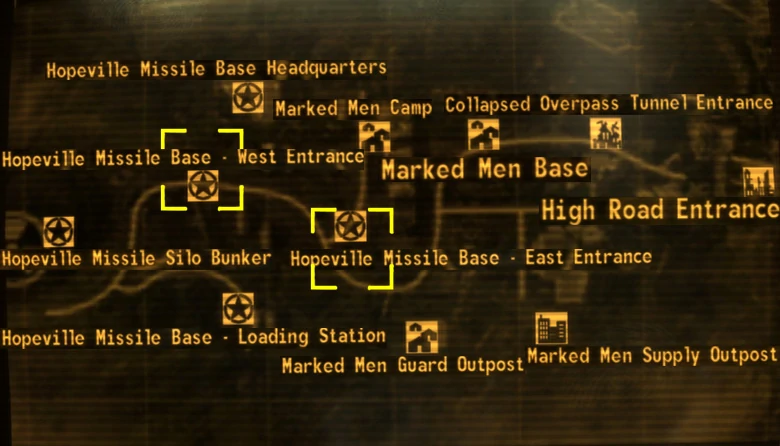 Hopeville Missile Base Headquarters
Marked Men Camp
Collapsed Overpass Tunnel Entrance
Hopeville Missile Base - West Entrance
Marked Men Base
High Road Entrance
Hopeville Missile Silo Bunker
Hopeville Missile Base - East Entrance
Hopeville Missile Base - Loading Station
Marked Men Guard Outpost
Marked Men Supply Outpost